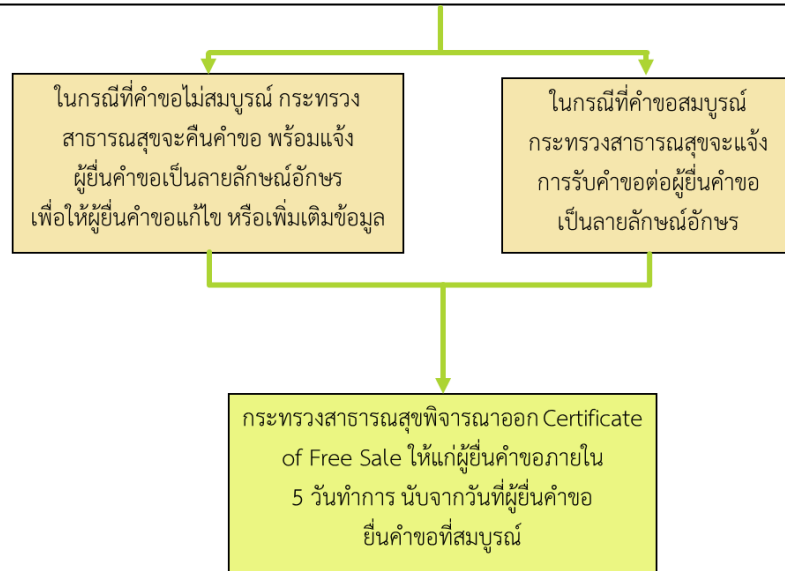 ในกรณีที่คำขอไม่สมบูรณ์ กระทรวง
สาธารณสุขจะคืนคำขอ พร้อมแจ้ง
ผู้ยื่นคำขอเป็นลายลักษณ์อักษร
เพื่อให้ผู้ยื่นคำขอแก้ไข หรือเพิ่มเติมข้อมูล
ในกรณีที่คำขอสมบูรณ์
กระทรวงสาธารณสุขจะแจ้ง
การรับคำขอต่อผู้ยื่นคำขอ
เป็นลายลักษณ์อักษร
กระทรวงสาธารณสุขพิจารณาออก Certificate
of Free Sale ให้แก่ผู้ยื่นคำขอภายใน
5 วันทำการ นับจากวันที่ผู้ยื่นคำขอ
ยื่นคำขอที่สมบูรณ์